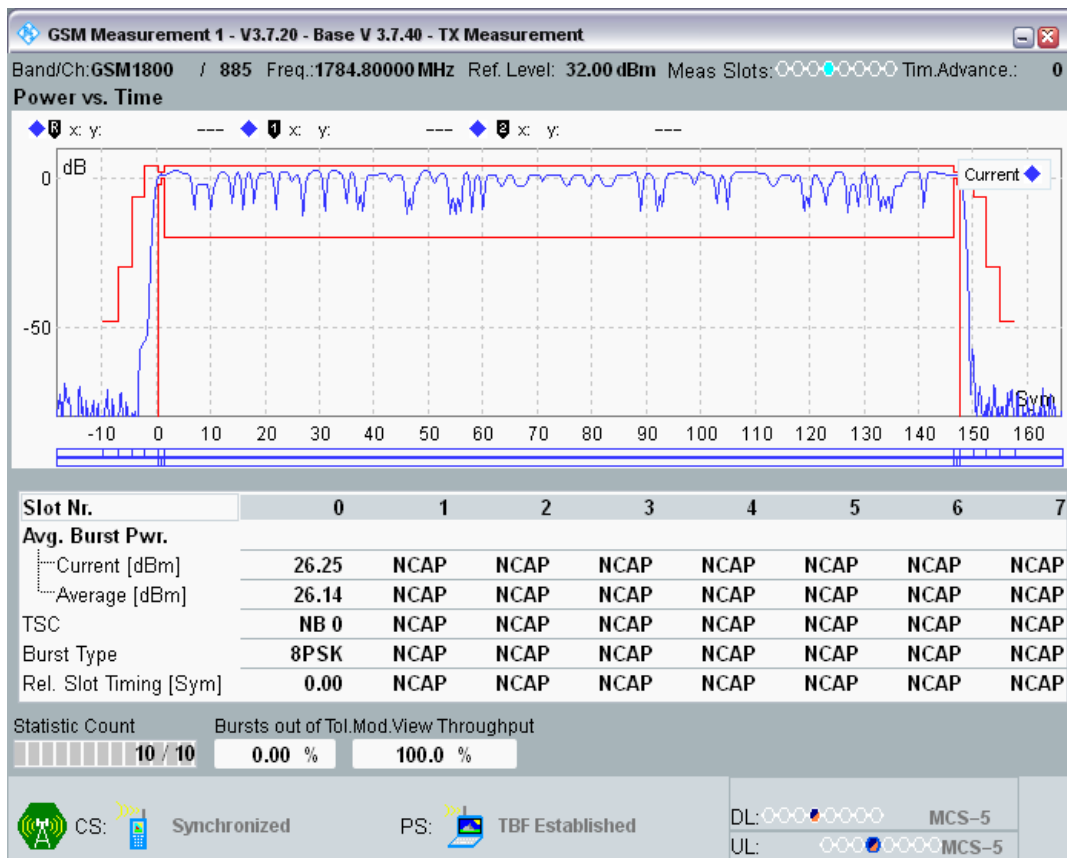 GSM Measurement 1 - V3.7.20 - Base V 3.7.40 - TX Measurement
Band/Ch:GSM1800 / 885 Freq.:1784.80000 MHz Ref. Level: 32.00 dBm Meas Slots: Tim.Advance.: 0
Power vs. Time
R x: y: --- 1 x: y: --- 2 x: y: ---
dB
Current
0
-50
Sym
-10 0 10 20 30 40 50 60 70 80 90 100 110 120 130 140 150 160
Slot Nr. 0 1 2 3 4 5 6 7
Avg. Burst Pwr.
Current [dBm] 26.25 NCAP NCAP NCAP NCAP NCAP NCAP NCAP
Average [dBm] 26.14 NCAP NCAP NCAP NCAP NCAP NCAP NCAP
TSC NB 0 NCAP NCAP NCAP NCAP NCAP NCAP NCAP
Burst Type 8PSK NCAP NCAP NCAP NCAP NCAP NCAP NCAP
Rel. Slot Timing [Sym] 0.00 NCAP NCAP NCAP NCAP NCAP NCAP NCAP
Statistic Count Bursts out of Tol.Mod.View Throughput
10 / 10 0.00 % 100.0 %
CS: Synchronized PS: TBF Established
DL: MCS-5
UL: MCS-5